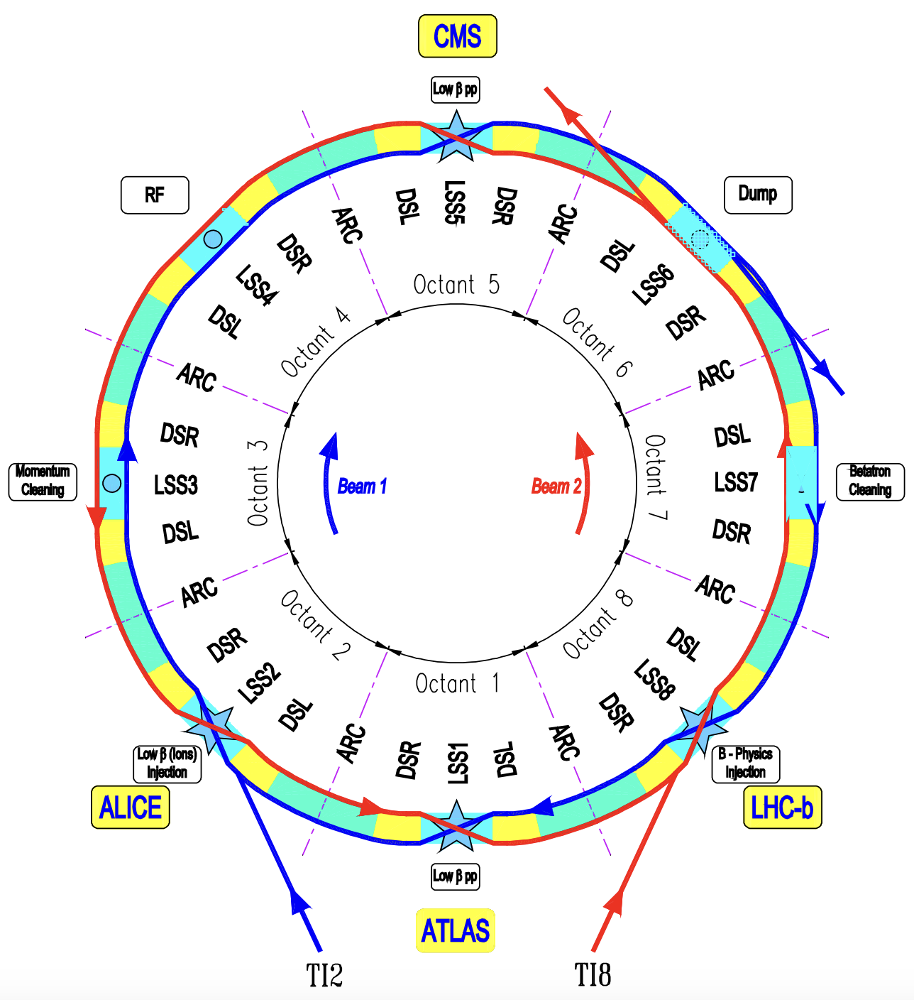 CMS
Low β pp
RF
Dump
DSL
LSS5
DSR
ARC
ARC
DSR
LSS4
DSL
DSL
LSS6
DSR
Octant 5
Octant 4
Octant 6
ARC
ARC
DSR
LSS3
DSL
Octant 3
Momentum
Cleaning
Beam 1
Beam 2
Octant 7
DSL
LSS7
DSR
Betatron
Cleaning
ARC
ARC
Octant 2
Octant 8
DSR
LSS2
DSL
Octant 1
DSL
LSS8
DSR
ARC
ARC
DSR
LSS1
DSL
Low β (Ions)
Injection
B - Physics
Injection
ALICE
LHC-b
Low β pp
ATLAS
TI2
TI8